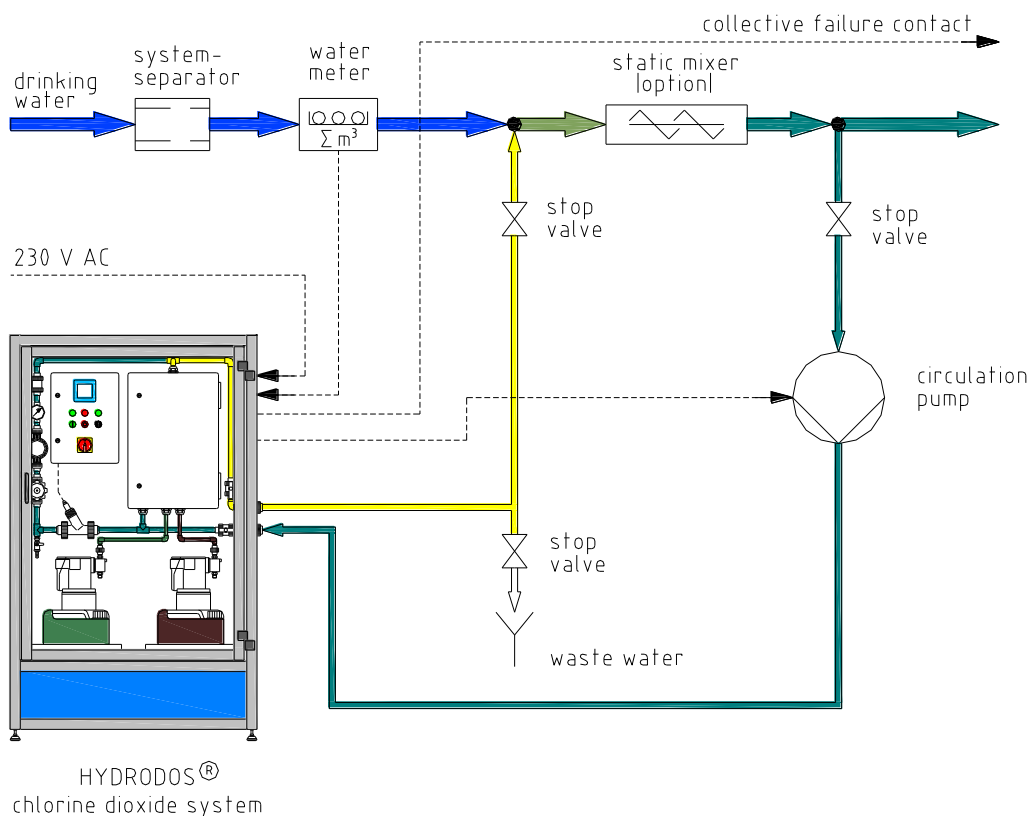 collective failure contact
system-
separator
water
meter
static mixer
|option|
drinking
water
∑ m³
stop
valve
stop
valve
230 V AC
circulation
pump
stop
valve
waste water
HYDRODOS®
chlorine dioxide system